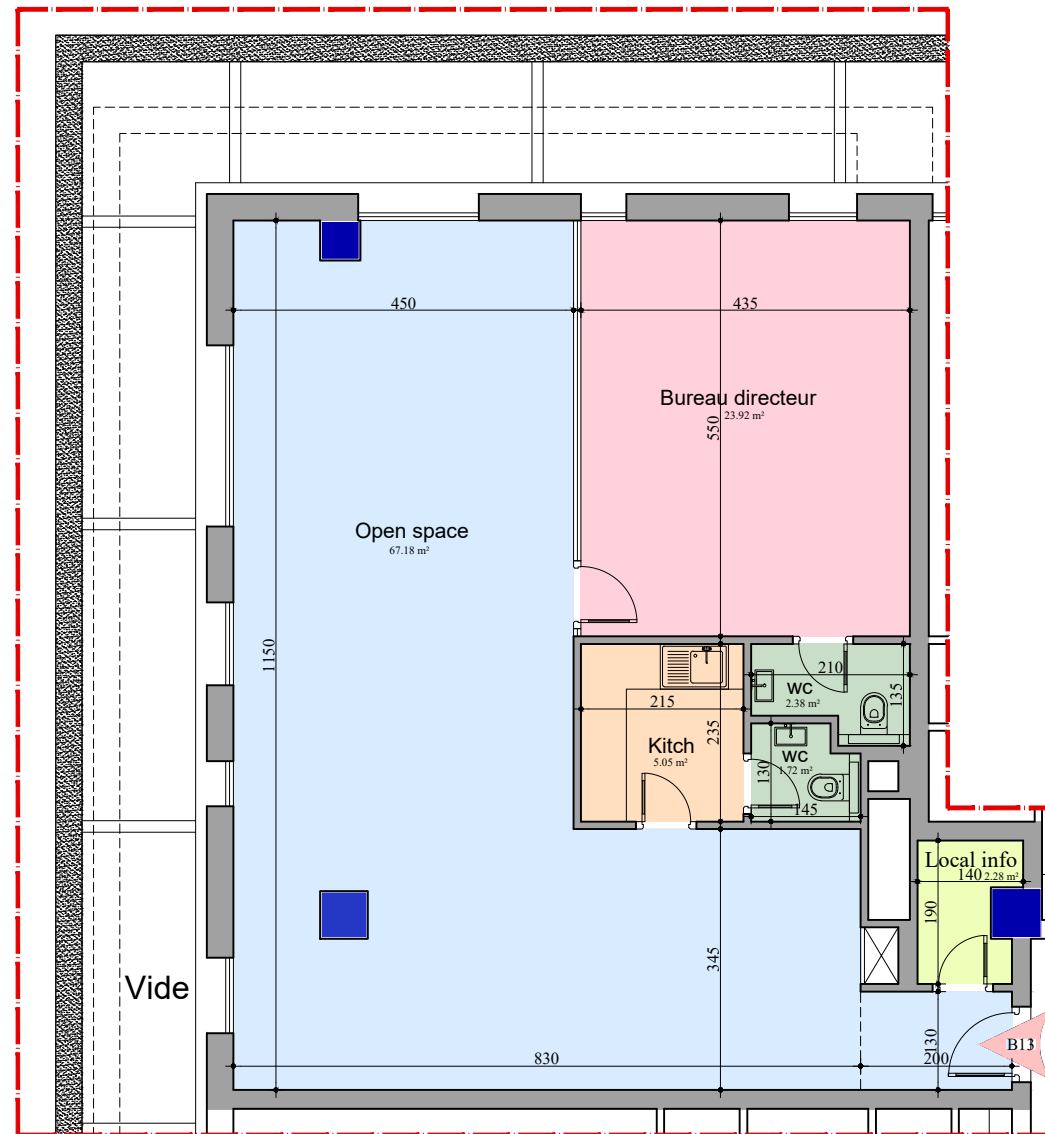 450
435
Bureau directeur
23.92 m²
550
Open space
67.18 m²
1150
210
WC
2.38 m²
135
215
235
Kitch
5.05 m²
WC
1.72 m²
130
145
Local info
140 2.28 m²
190
345
Vide
130
B13
830
200